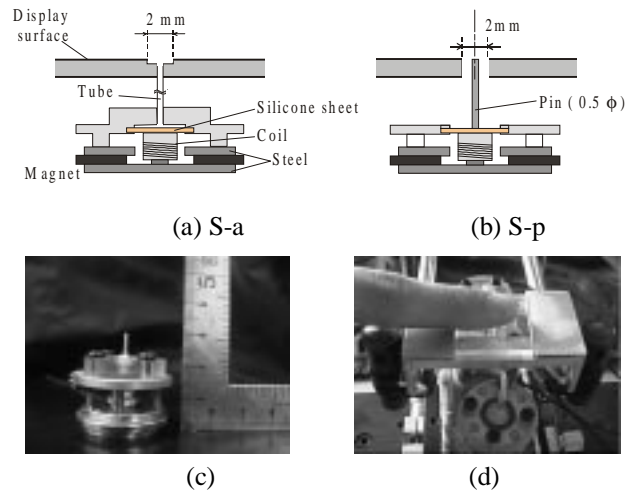 Display
surface
2 mm
Tube
Silicone sheet
Coil
Steel
Magnet
2mm
Pin ( 0.5 ϕ)
(a) S-a
(b) S-p
(c)
(d)